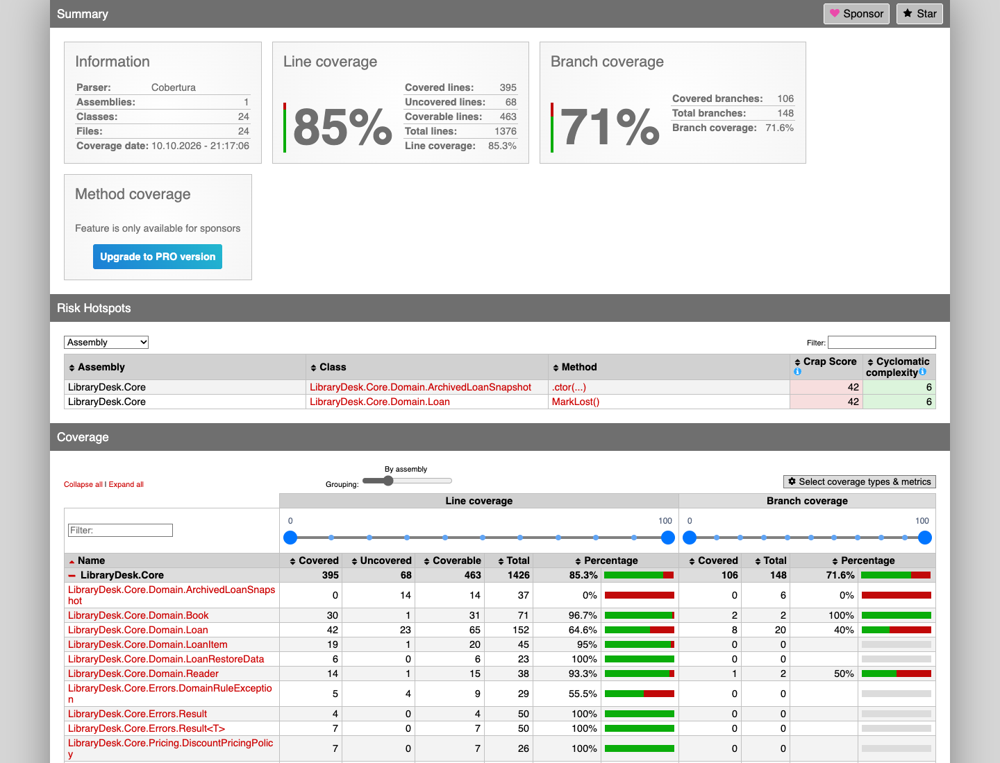 Summary
Sponsor
Star
Information
Parser: Cobertura
Assemblies: 1
Classes: 24
Files: 24
Coverage date: 10.10.2026 - 21:17:06
Line coverage
85%
Covered lines: 395
Uncovered lines: 68
Coverable lines: 463
Total lines: 1376
Line coverage: 85.3%
Branch coverage
71%
Covered branches: 106
Total branches: 148
Branch coverage: 71.6%
Method coverage
Feature is only available for sponsors
Upgrade to PRO version
Risk Hotspots
Assembly
Filter:
Assembly Class Method Crap Score Cyclomatic complexity
LibraryDesk.Core LibraryDesk.Core.Domain.ArchivedLoanSnapshot .ctor(...) 42 6
LibraryDesk.Core LibraryDesk.Core.Domain.Loan MarkLost() 42 6
Coverage
Collapse all | Expand all
By assembly
Grouping:
Select coverage types & metrics
Line coverage Branch coverage
Filter:
0 100 0 100
Name Covered Uncovered Coverable Total Percentage Covered Total Percentage
LibraryDesk.Core 395 68 463 1426 85.3% 106 148 71.6%
LibraryDesk.Core.Domain.ArchivedLoanSnaps
hot 0 14 14 37 0% 0 6 0%
LibraryDesk.Core.Domain.Book 30 1 31 71 96.7% 2 2 100%
LibraryDesk.Core.Domain.Loan 42 23 65 152 64.6% 8 20 40%
LibraryDesk.Core.Domain.LoanItem 19 1 20 45 95% 0 0
LibraryDesk.Core.Domain.LoanRestoreData 6 0 6 23 100% 0 0
LibraryDesk.Core.Domain.Reader 14 1 15 38 93.3% 1 2 50%
LibraryDesk.Core.Errors.DomainRuleExceptio
n 5 4 9 29 55.5% 0 0
LibraryDesk.Core.Errors.Result 4 0 4 50 100% 0 0
LibraryDesk.Core.Errors.Result<T> 7 0 7 50 100% 0 0
LibraryDesk.Core.Pricing.DiscountPricingPolic
y 7 0 7 26 100% 0 0